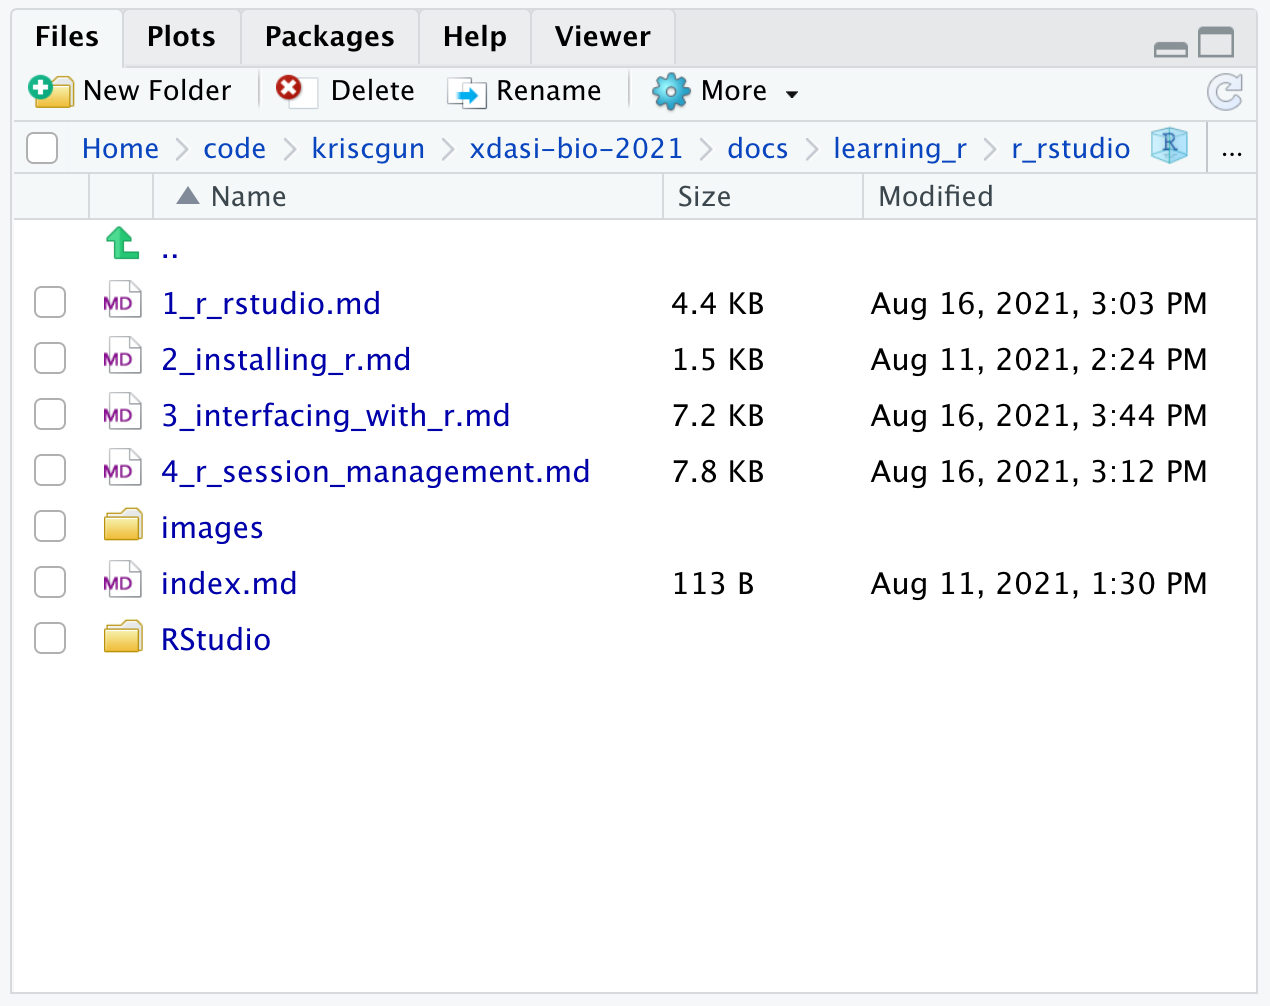 Files Plots Packages Help Viewer
New Folder Delete Rename More
Home code kriscgun xdasi-bio-2021 docs learning_r r_rstudio R ...
Name Size Modified
..
MD 1_r_rstudio.md 4.4 KB Aug 16, 2021, 3:03 PM
MD 2_installing_r.md 1.5 KB Aug 11, 2021, 2:24 PM
MD 3_interfacing_with_r.md 7.2 KB Aug 16, 2021, 3:44 PM
MD 4_r_session_management.md 7.8 KB Aug 16, 2021, 3:12 PM
images
MD index.md 113 B Aug 11, 2021, 1:30 PM
RStudio